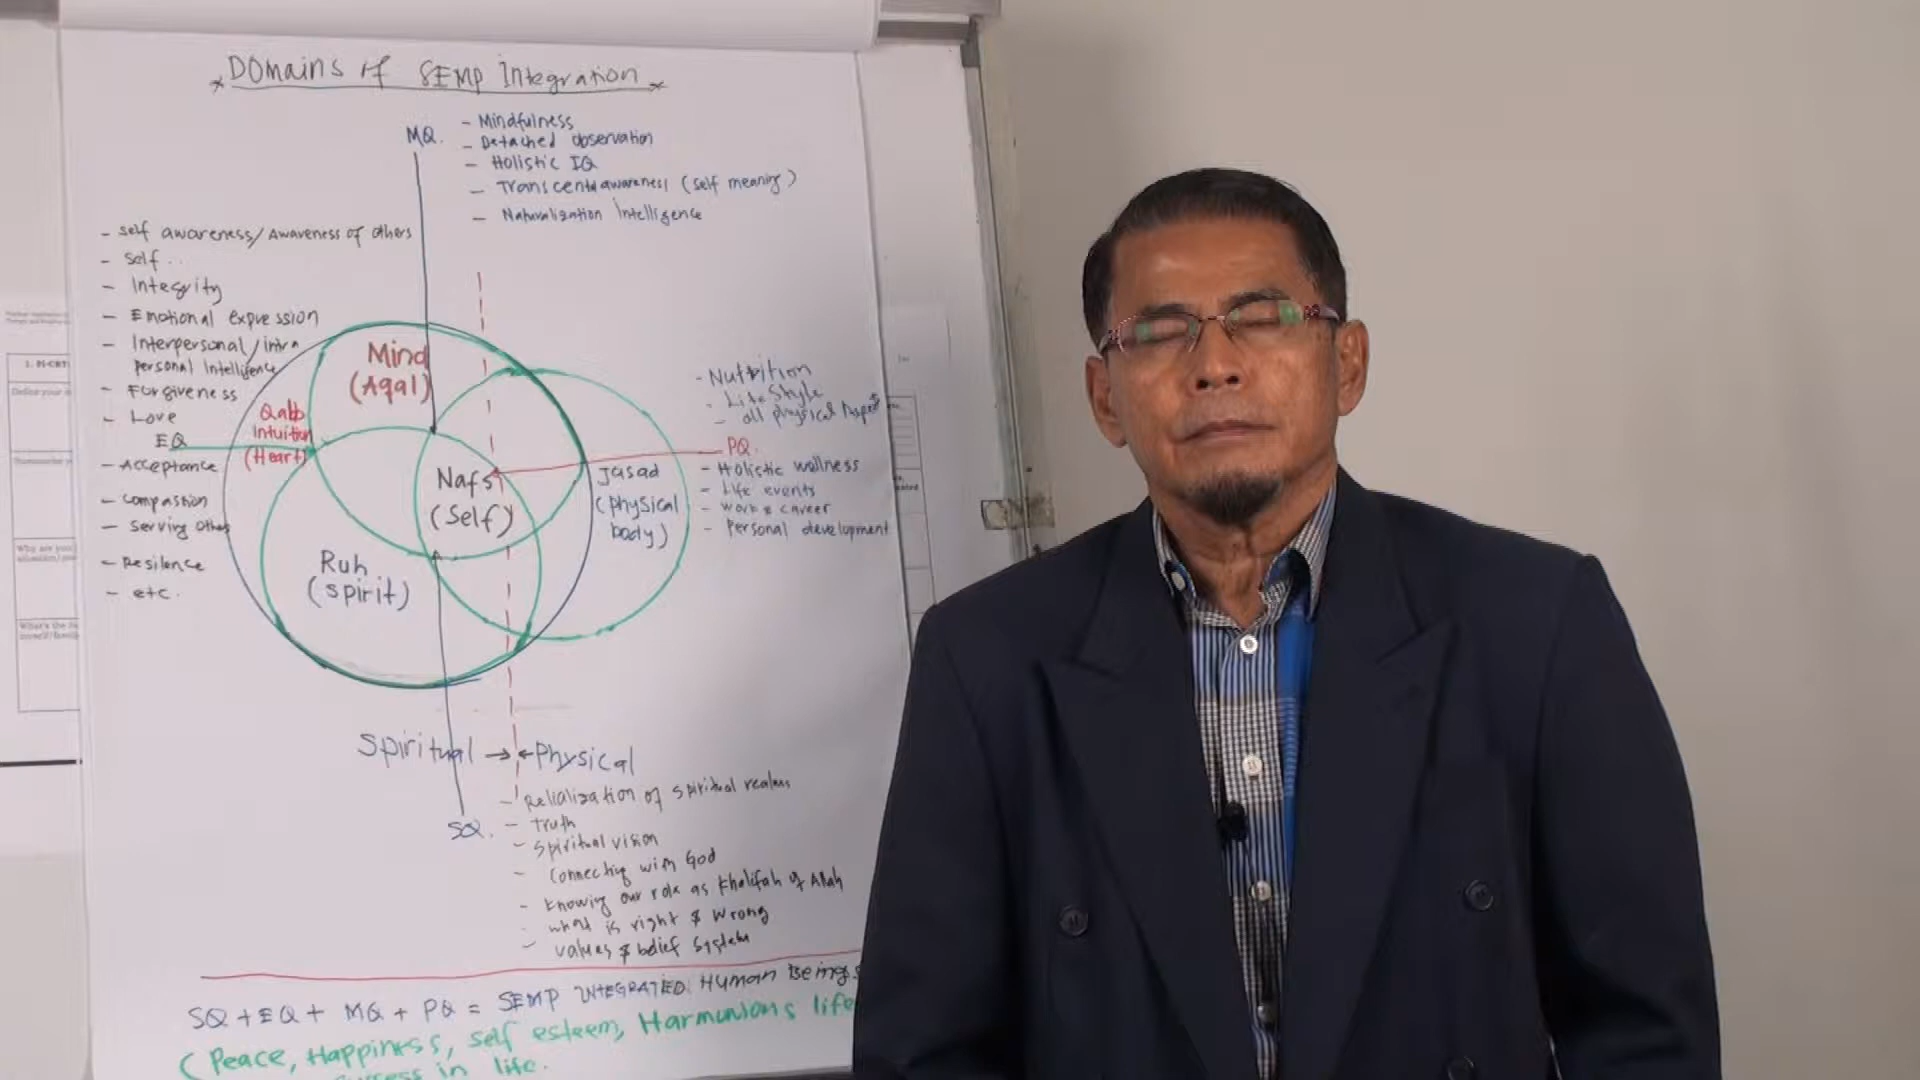 * Domains of SEMP Integration *
MQ.
- Mindfulness
- Detached observation
- Holistic IQ
- (self meaning)
- Naturalization Intelligence
- self awareness/Awareness of others
- Self ..
- Integrity
- Emotional expression
- Interpersonal/intra
personal Intelligence
- Forgiveness
- Love
EQ
- Acceptance
- compassion
- serving others
- Resilence
- etc.
Mind
(Aqal)
Qalb
Intuition
(Heart)
Nafs
(Self)
Ruh
(spirit)
Jasad
(physical
body)
- Nutrition
- Life Style
- all physical
PQ.
- Holistic wellness
- Life events
- work & career
- Personal development
Spiritual → ← Physical
SQ.
- of spiritual realms
- Truth
- Spiritual vision
- Connecting with God
- Knowing our role as Khalifah of Allah
- what is right & wrong
- values & belief system
SQ + EQ + MQ + PQ = SEMP INTEGRATED Human Beings
(Peace, Happiness, self esteem, Harmonious life
in life.